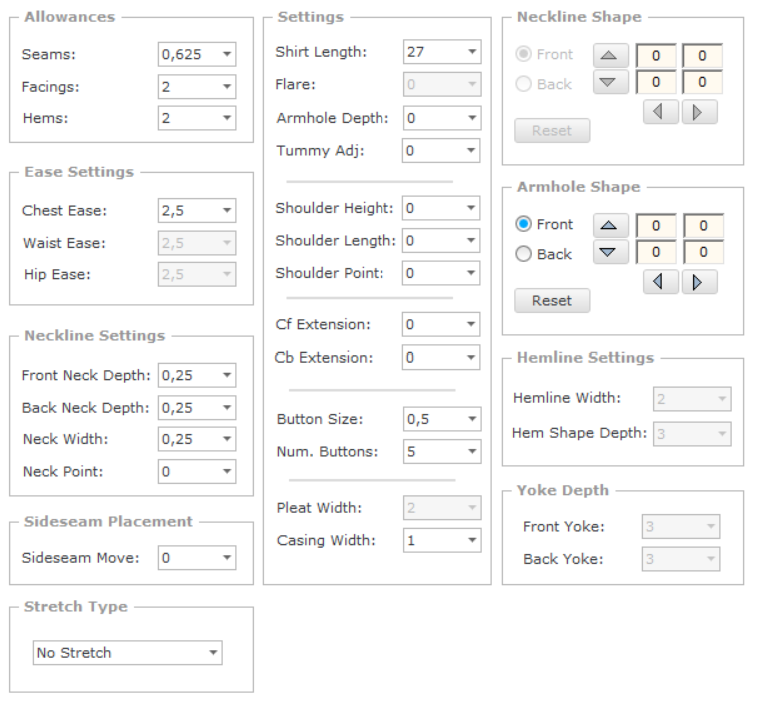 Allowances
Seams: 0,625
Facings: 2
Hems: 2
Ease Settings
Chest Ease: 2,5
Waist Ease: 2,5
Hip Ease: 2,5
Neckline Settings
Front Neck Depth: 0,25
Back Neck Depth: 0,25
Neck Width: 0,25
Neck Point: 0
Sideseam Placement
Sideseam Move: 0
Stretch Type
No Stretch
Settings
Shirt Length: 27
Flare: 0
Armhole Depth: 0
Tummy Adj: 0
Shoulder Height: 0
Shoulder Length: 0
Shoulder Point: 0
Cf Extension: 0
Cb Extension: 0
Button Size: 0,5
Num. Buttons: 5
Pleat Width: 2
Casing Width: 1
Neckline Shape
Front 0 0
Back 0 0
Reset
Armhole Shape
Front 0 0
Back 0 0
Reset
Hemline Settings
Hemline Width: 2
Hem Shape Depth: 3
Yoke Depth
Front Yoke: 3
Back Yoke: 3